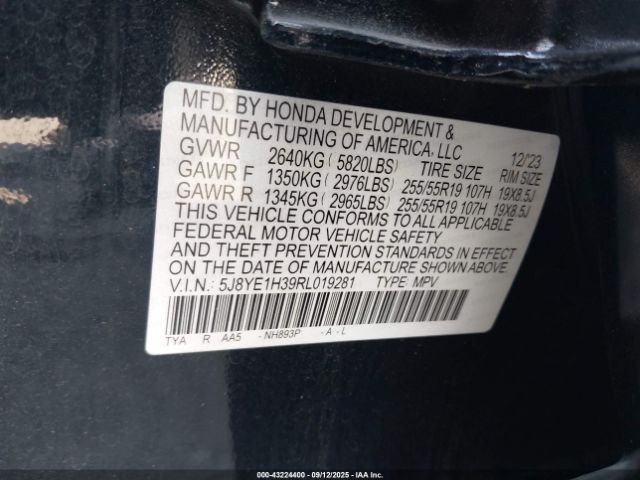 MFD. BY HONDA DEVELOPMENT &
MANUFACTURING OF AMERICA, LLC 12/'23
GVWR 2640KG ( 5820LBS) TIRE SIZE RIM SIZE
GAWR F 1350KG ( 2976LBS) 255/55R19 107H 19X8.5J
GAWR R 1345KG ( 2965LBS) 255/55R19 107H 19X8.5J
THIS VEHICLE CONFORMS TO ALL APPLICABLE
FEDERAL MOTOR VEHICLE SAFETY
AND THEFT PREVENTION STANDARDS IN EFFECT
ON THE DATE OF MANUFACTURE SHOWN ABOVE.
V.I.N.: 5J8YE1H39RL019281 TYPE: MPV
TYA R AA5 - NH893P - A - L
000-43224400 - 09/12/2025 - IAA Inc.